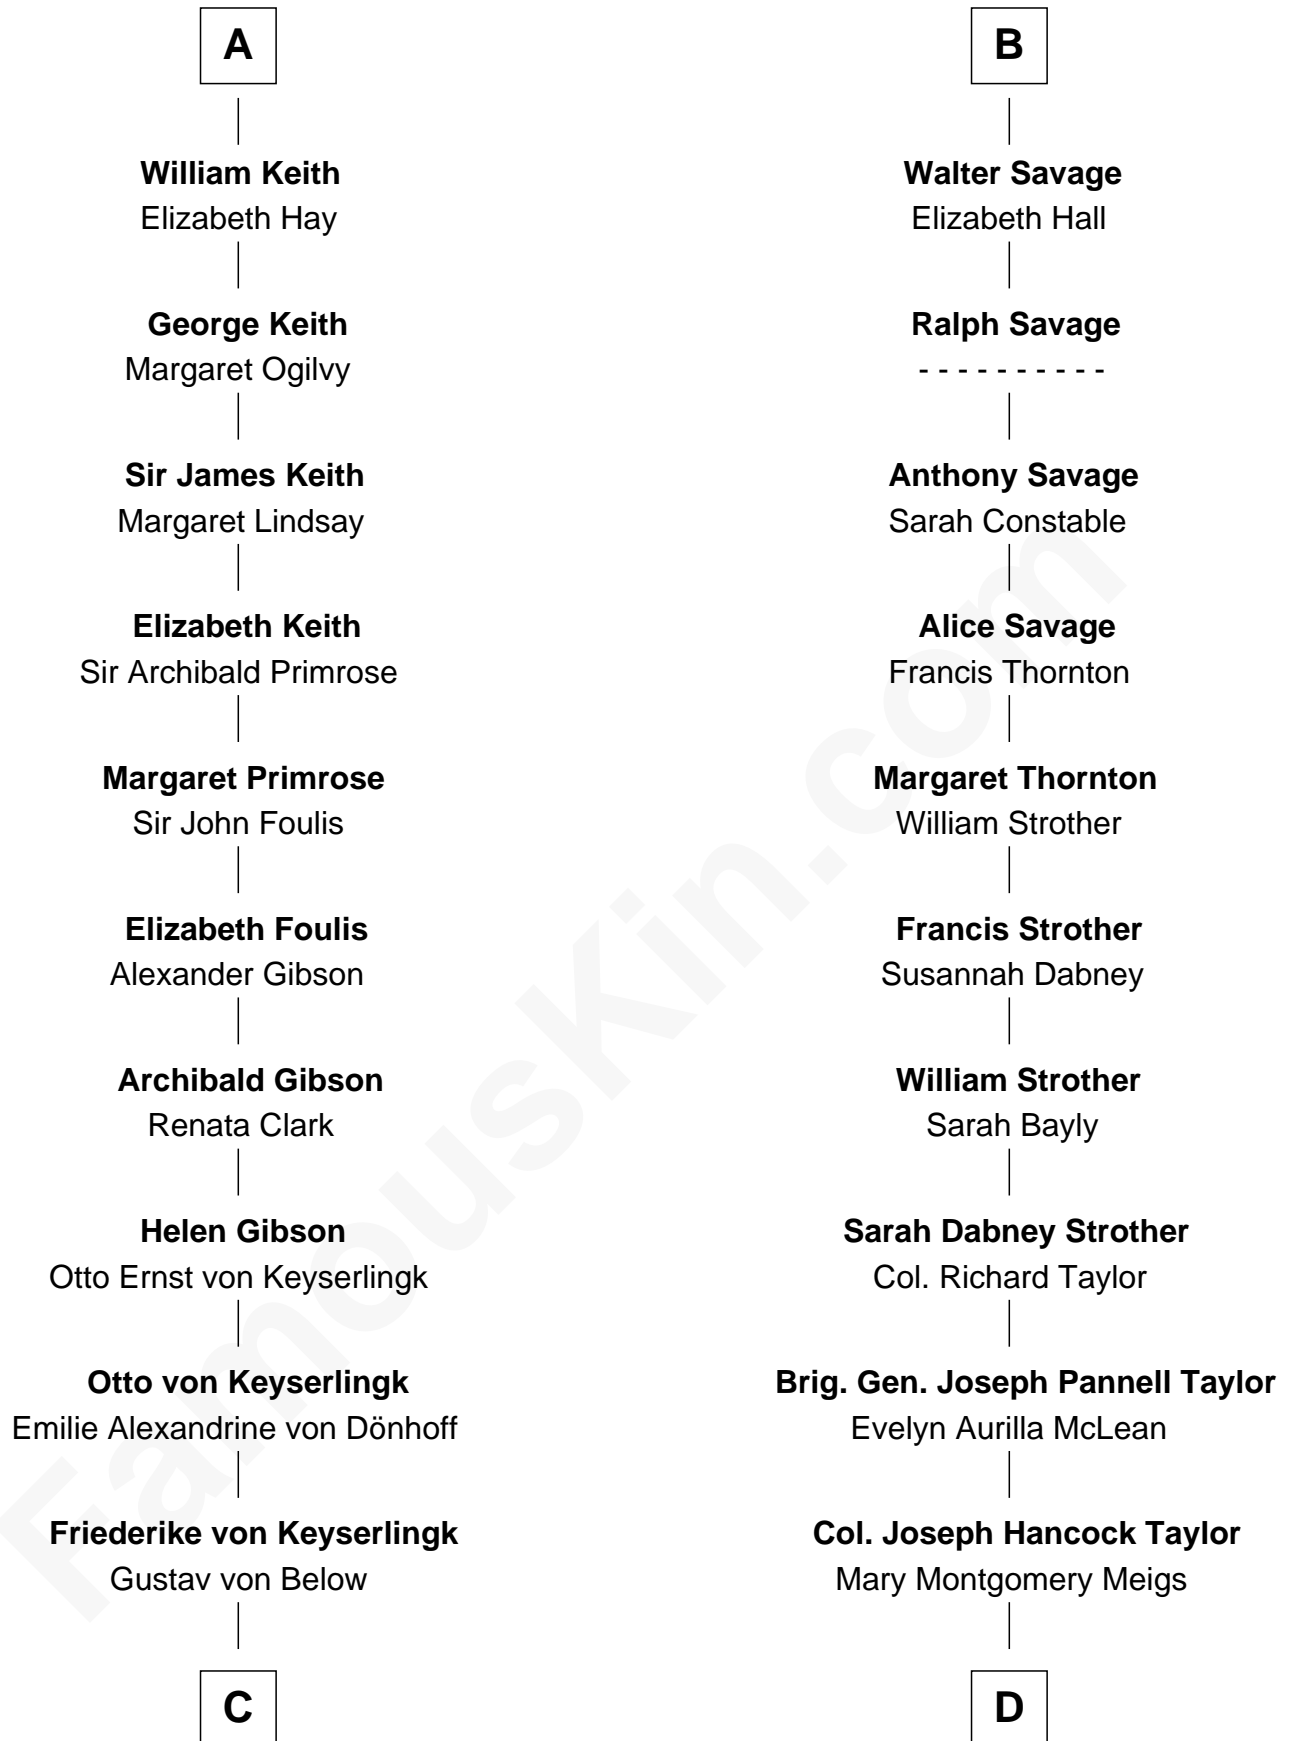 A
William Keith
Elizabeth Hay
George Keith
Margaret Ogilvy
Sir James Keith
Margaret Lindsay
Elizabeth Keith
Sir Archibald Primrose
Margaret Primrose
Sir John Foulis
Elizabeth Foulis
Alexander Gibson
Archibald Gibson
Renata Clark
Helen Gibson
Otto Ernst von Keyserlingk
Otto von Keyserlingk
Emilie Alexandrine von Dönhoff
Friederike von Keyserlingk
Gustav von Below
C
B
Walter Savage
Elizabeth Hall
Ralph Savage
- - - - - - - - - -
Anthony Savage
Sarah Constable
Alice Savage
Francis Thornton
Margaret Thornton
William Strother
Francis Strother
Susannah Dabney
William Strother
Sarah Bayly
Sarah Dabney Strother
Col. Richard Taylor
Brig. Gen. Joseph Pannell Taylor
Evelyn Aurilla McLean
Col. Joseph Hancock Taylor
Mary Montgomery Meigs
D
FamousKin.com